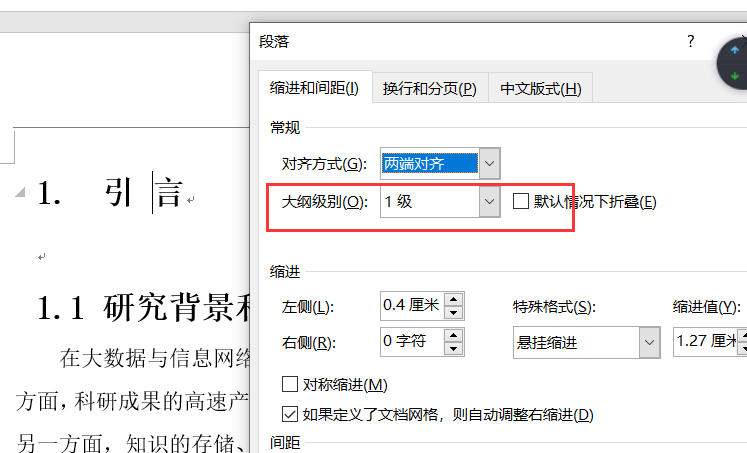 段落
?
缩进和间距(I) 换行和分页(P) 中文版式(H)
常规
对齐方式(G): 两端对齐
大纲级别(O): 1 级 默认情况下折叠(E)
缩进
左侧(L): 0.4 厘米 特殊格式(S): 缩进值(Y):
右侧(R): 0 字符 悬挂缩进 1.27 厘米
对称缩进(M)
如果定义了文档网格，则自动调整右缩进(D)
间距
1. 引 言
1.1 研究背景和
在大数据与信息网络
方面，科研成果的高速产
另一方面，知识的存储、